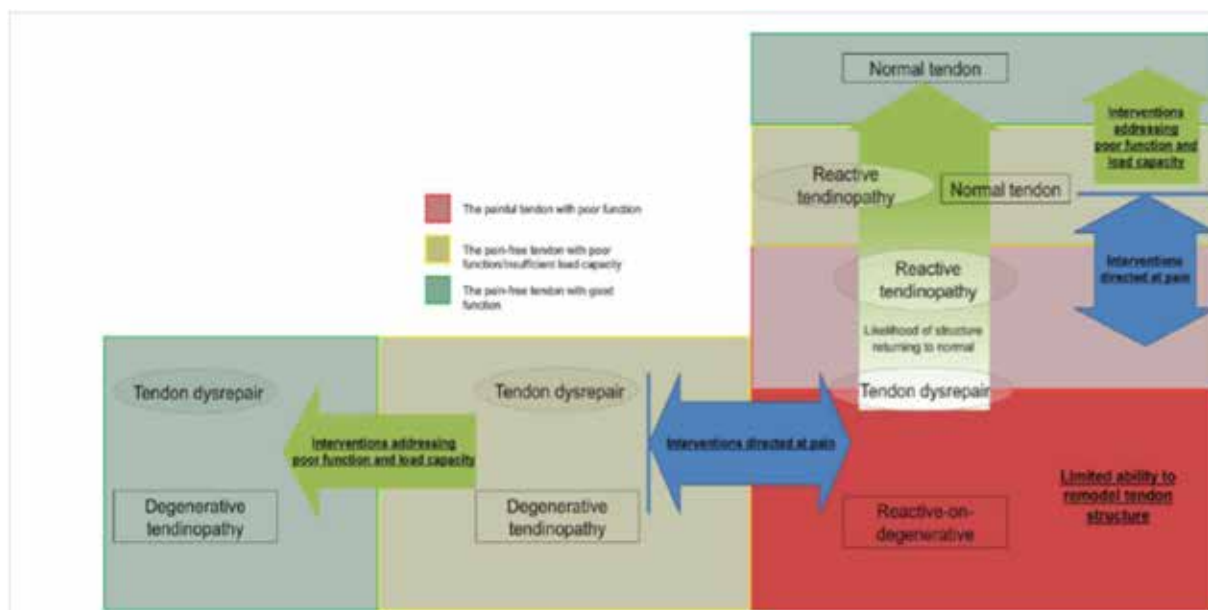 Normal tendon
Interventions
addressing
poor function and
load capacity
Reactive
tendinopathy
Normal tendon
The painful tendon with poor function
The pain-free tendon with poor
function/insufficient load capacity
The pain-free tendon with good
function
Reactive
tendinopathy
Interventions
directed at pain
Likelihood of structure
returning to normal
Tendon dysrepair
Tendon dysrepair
Tendon dysrepair
Interventions addressing
poor function and load capacity
Interventions directed at pain
Degenerative
tendinopathy
Degenerative
tendinopathy
Reactive-on-
degenerative
Limited ability to
remodel tendon
structure